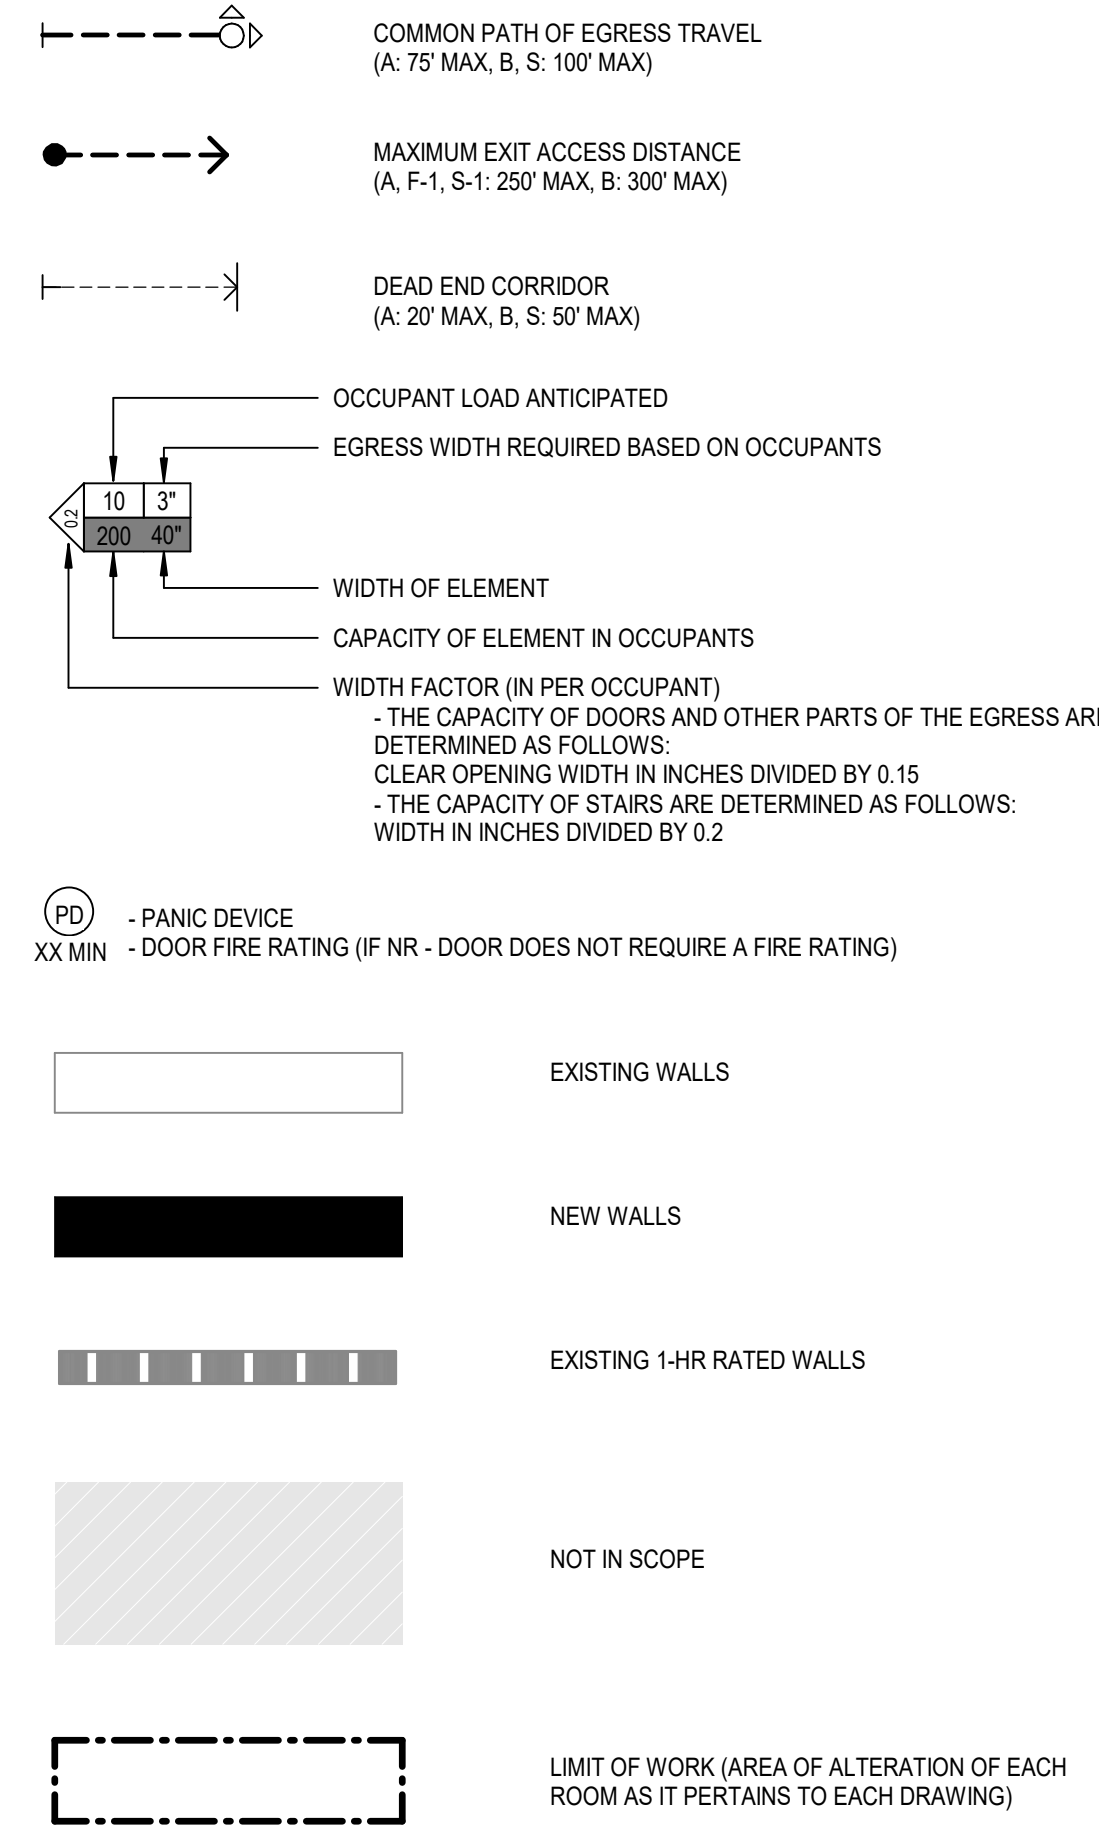 COMMON PATH OF EGRESS TRAVEL
(A: 75' MAX, B, S: 100' MAX)
MAXIMUM EXIT ACCESS DISTANCE
(A, F-1, S-1: 250' MAX, B: 300' MAX)
DEAD END CORRIDOR
(A: 20' MAX, B, S: 50' MAX)
OCCUPANT LOAD ANTICIPATED
EGRESS WIDTH REQUIRED BASED ON OCCUPANTS
0.2
10 3"
200 40"
WIDTH OF ELEMENT
CAPACITY OF ELEMENT IN OCCUPANTS
WIDTH FACTOR (IN PER OCCUPANT)
- THE CAPACITY OF DOORS AND OTHER PARTS OF THE EGRESS
DETERMINED AS FOLLOWS:
CLEAR OPENING WIDTH IN INCHES DIVIDED BY 0.15
- THE CAPACITY OF STAIRS ARE DETERMINED AS FOLLOWS:
WIDTH IN INCHES DIVIDED BY 0.2
PD
- PANIC DEVICE
XX MIN - DOOR FIRE RATING (IF NR - DOOR DOES NOT REQUIRE A FIRE RATING)
EXISTING WALLS
NEW WALLS
EXISTING 1-HR RATED WALLS
NOT IN SCOPE
LIMIT OF WORK (AREA OF ALTERATION OF EACH
ROOM AS IT PERTAINS TO EACH DRAWING)